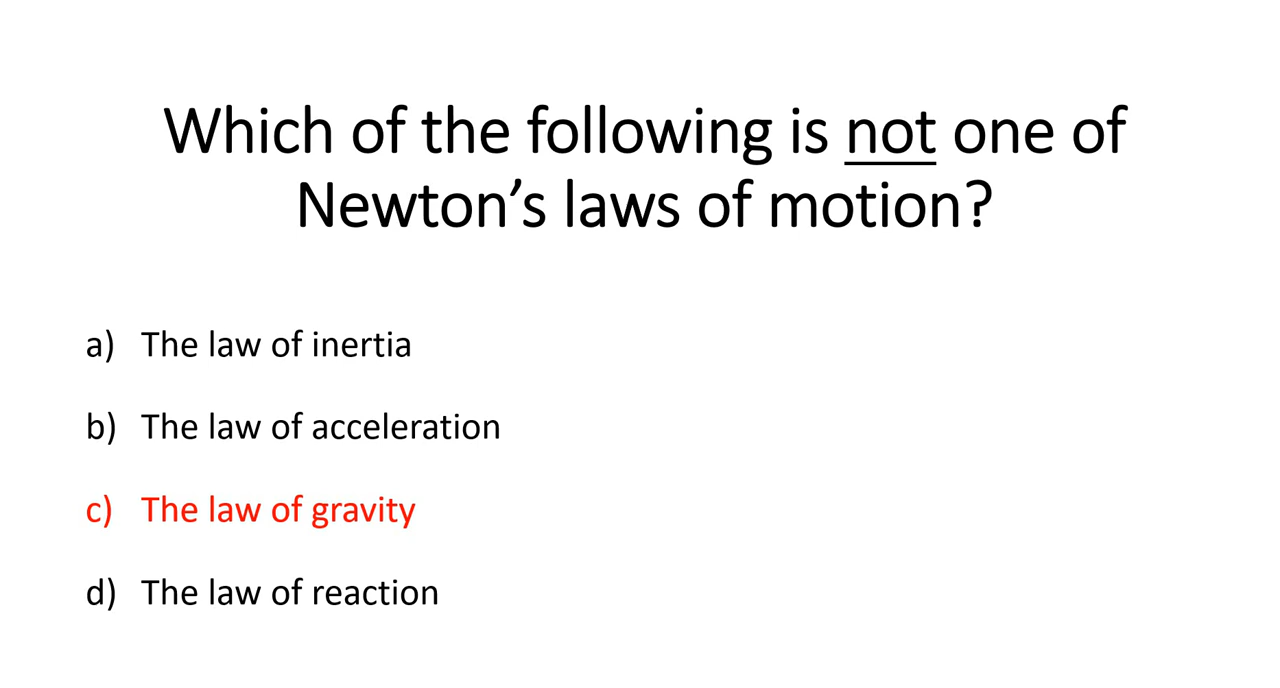 Which of the following is not one of
Newton’s laws of motion?
a) The law of inertia
b) The law of acceleration
c) The law of gravity
d) The law of reaction